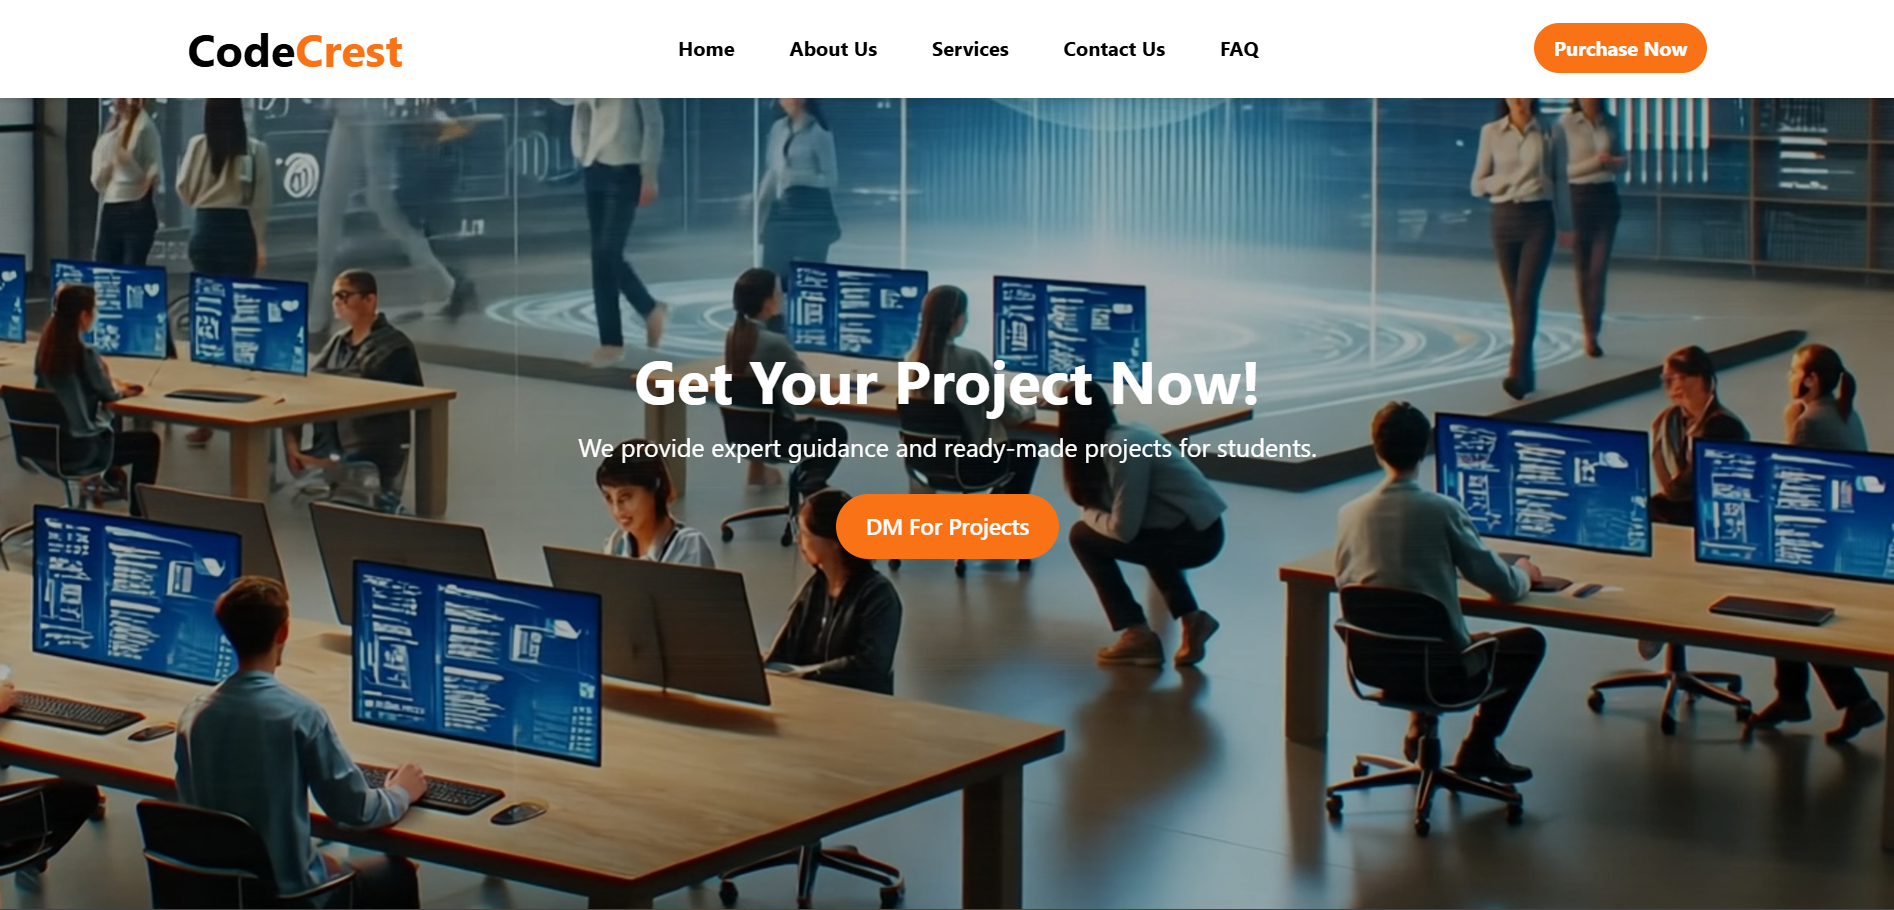 CodeCrest
Home About Us Services Contact Us FAQ
Purchase Now
Get Your Project Now!
We provide expert guidance and ready-made projects for students.
DM For Projects